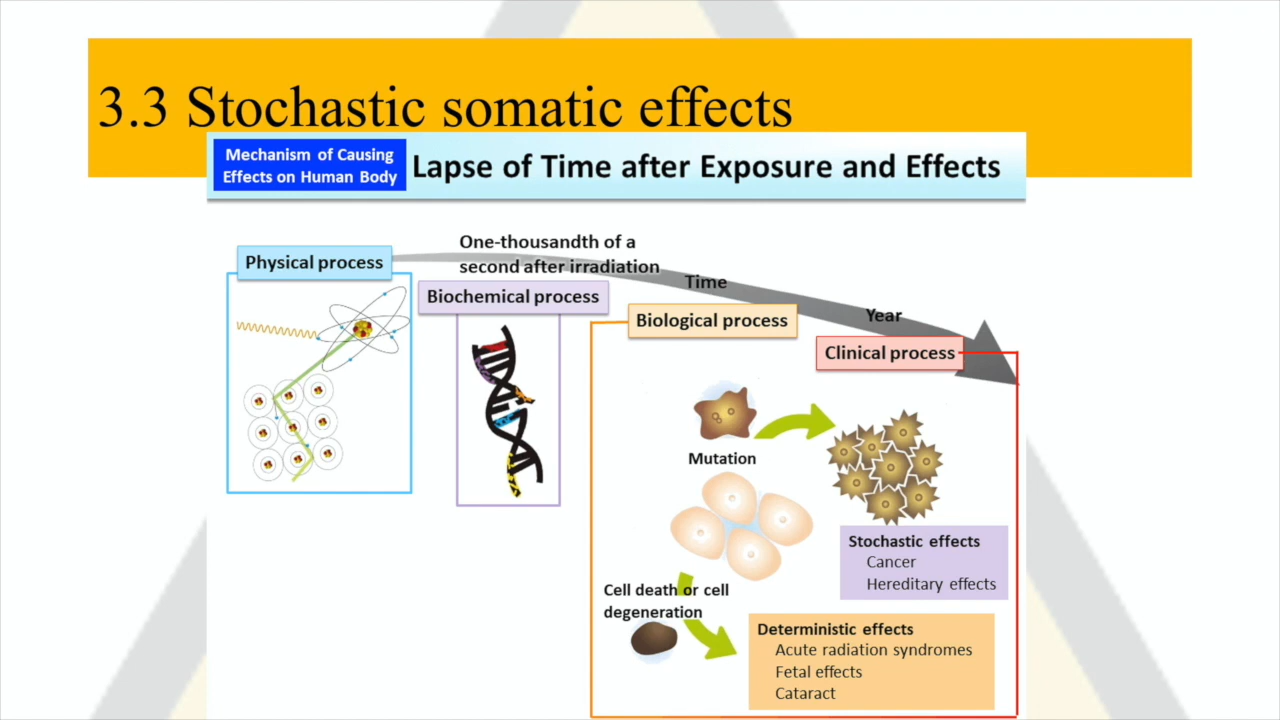 3.3 Stochastic somatic effects
Mechanism of Causing
Effects on Human Body
Lapse of Time after Exposure and Effects
One-thousandth of a
second after irradiation
Physical process
Time
Biochemical process
Biological process
Year
Clinical process
Mutation
Stochastic effects
Cancer
Hereditary effects
Cell death or cell
degeneration
Deterministic effects
Acute radiation syndromes
Fetal effects
Cataract